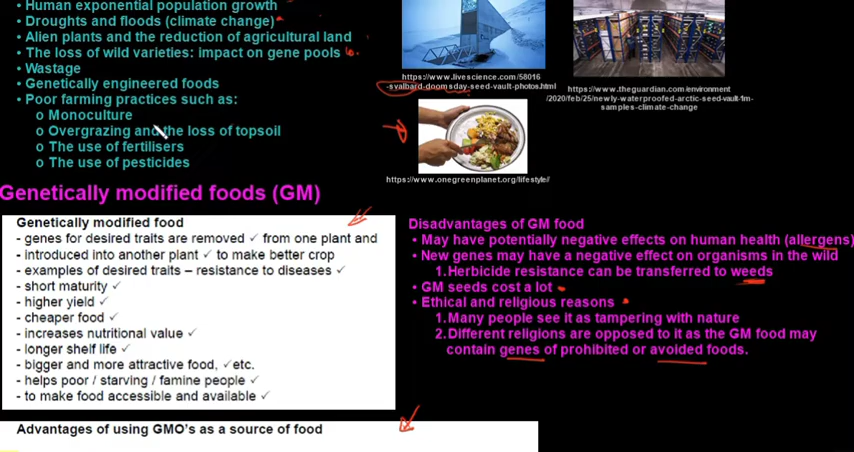 • Human exponential population growth
• Droughts and floods (climate change)
• Alien plants and the reduction of agricultural land
• The loss of wild varieties: impact on gene pools
• Wastage
• Genetically engineered foods
• Poor farming practices such as:
o Monoculture
o Overgrazing and the loss of topsoil
o The use of fertilisers
o The use of pesticides
https://www.livescience.com/58016
-svalbard-doomsday-seed-vault-photos.html
https://www.theguardian.com/environment
/2020/feb/25/newly-waterproofed-arctic-seed-vault-1m-
samples-climate-change
https://www.onegreenplanet.org/lifestyle/
Genetically modified foods (GM)
Genetically modified food
- genes for desired traits are removed ✓ from one plant and
- introduced into another plant ✓ to make better crop
- examples of desired traits – resistance to diseases ✓
- short maturity ✓
- higher yield ✓
- cheaper food ✓
- increases nutritional value ✓
- longer shelf life ✓
- bigger and more attractive food, ✓etc.
- helps poor / starving / famine people ✓
- to make food accessible and available ✓
Disadvantages of GM food
• May have potentially negative effects on human health (allergens)
• New genes may have a negative effect on organisms in the wild
1.Herbicide resistance can be transferred to weeds
• GM seeds cost a lot
• Ethical and religious reasons
1.Many people see it as tampering with nature
2.Different religions are opposed to it as the GM food may
contain genes of prohibited or avoided foods.
Advantages of using GMO's as a source of food